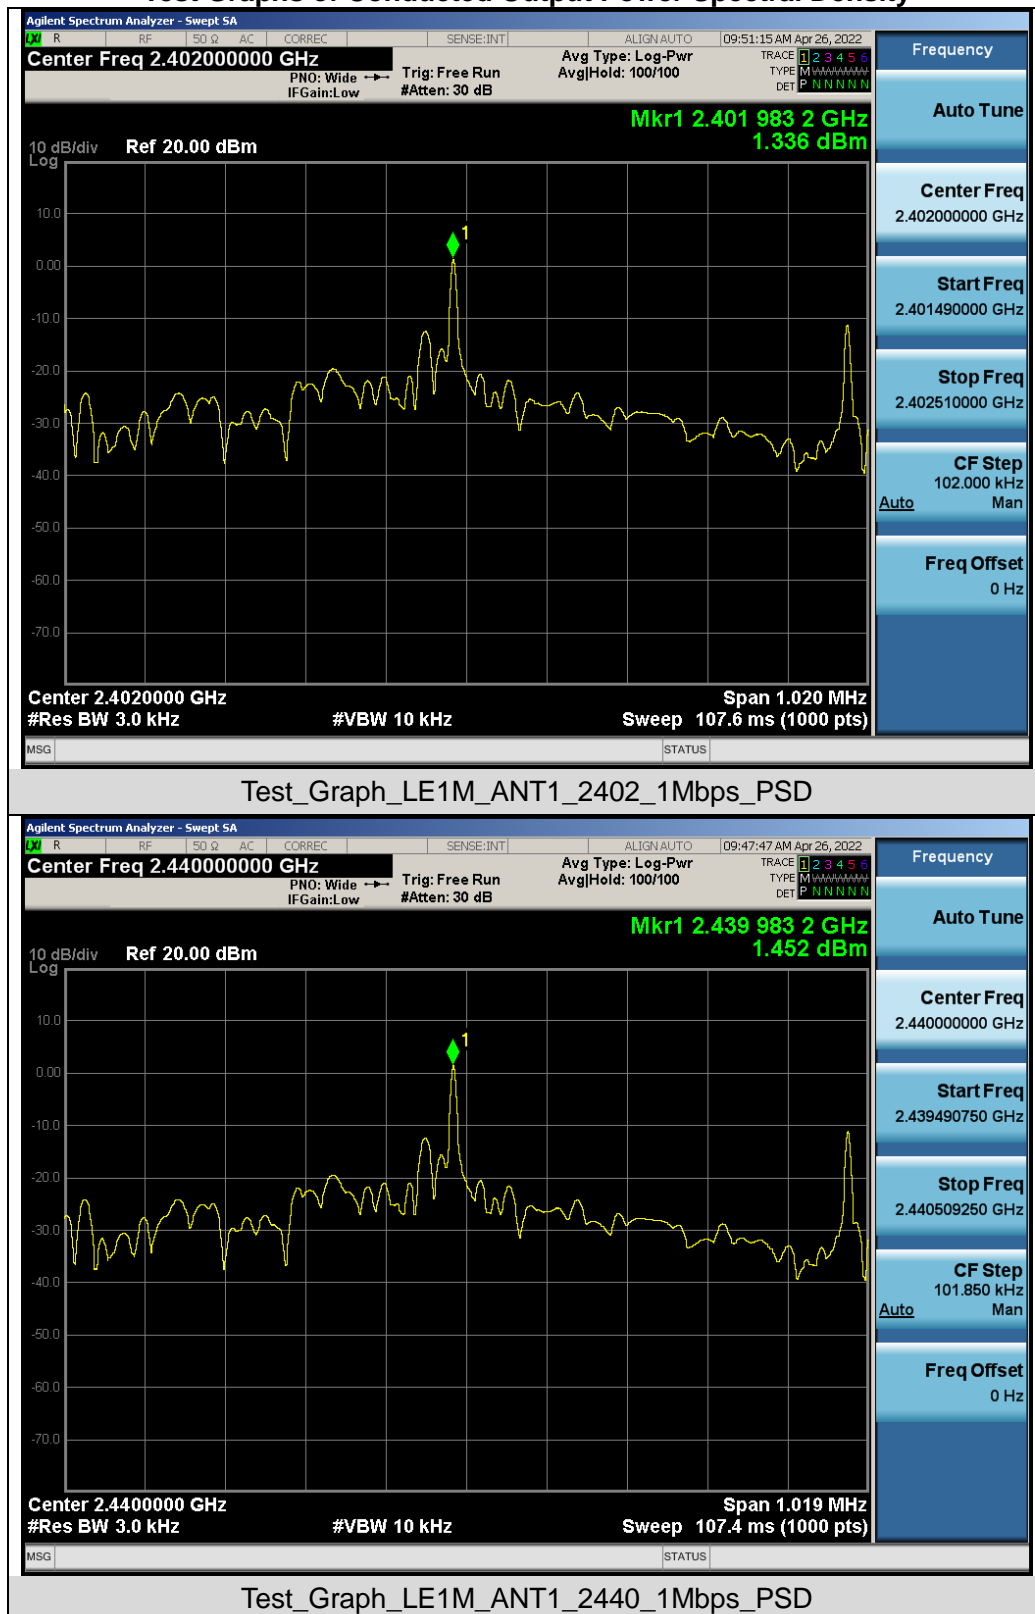 Test Graphs of Conducted Output Power Spectral Density
Agilent Spectrum Analyzer - Swept SA
LXI R RF 50 Ω AC CORREC SENSE:INT ALIGN AUTO 09:51:15 AM Apr 26, 2022
Center Freq 2.402000000 GHz
PNO: Wide
IFGain:Low
Trig: Free Run
#Atten: 30 dB
Avg Type: Log-Pwr
Avg|Hold: 100/100
TRACE 1 2 3 4 5 6
TYPE M WWWWW
DET P N N N N N
Mkr1 2.401 983 2 GHz
1.336 dBm
10 dB/div Ref 20.00 dBm
Log
10.0
0.00
-10.0
-20.0
-30.0
-40.0
-50.0
-60.0
-70.0
1
Center 2.4020000 GHz Span 1.020 MHz
#Res BW 3.0 kHz #VBW 10 kHz Sweep 107.6 ms (1000 pts)
MSG STATUS
Frequency
Auto Tune
Center Freq
2.402000000 GHz
Start Freq
2.401490000 GHz
Stop Freq
2.402510000 GHz
CF Step
102.000 kHz
Auto Man
Freq Offset
0 Hz
Test_Graph_LE1M_ANT1_2402_1Mbps_PSD
Agilent Spectrum Analyzer - Swept SA
LXI R RF 50 Ω AC CORREC SENSE:INT ALIGN AUTO 09:47:47 AM Apr 26, 2022
Center Freq 2.440000000 GHz
PNO: Wide
IFGain:Low
Trig: Free Run
#Atten: 30 dB
Avg Type: Log-Pwr
Avg|Hold: 100/100
TRACE 1 2 3 4 5 6
TYPE M WWWWW
DET P N N N N N
Mkr1 2.439 983 2 GHz
1.452 dBm
10 dB/div Ref 20.00 dBm
Log
10.0
0.00
-10.0
-20.0
-30.0
-40.0
-50.0
-60.0
-70.0
1
Center 2.4400000 GHz Span 1.019 MHz
#Res BW 3.0 kHz #VBW 10 kHz Sweep 107.4 ms (1000 pts)
MSG STATUS
Frequency
Auto Tune
Center Freq
2.440000000 GHz
Start Freq
2.439490750 GHz
Stop Freq
2.440509250 GHz
CF Step
101.850 kHz
Auto Man
Freq Offset
0 Hz
Test_Graph_LE1M_ANT1_2440_1Mbps_PSD